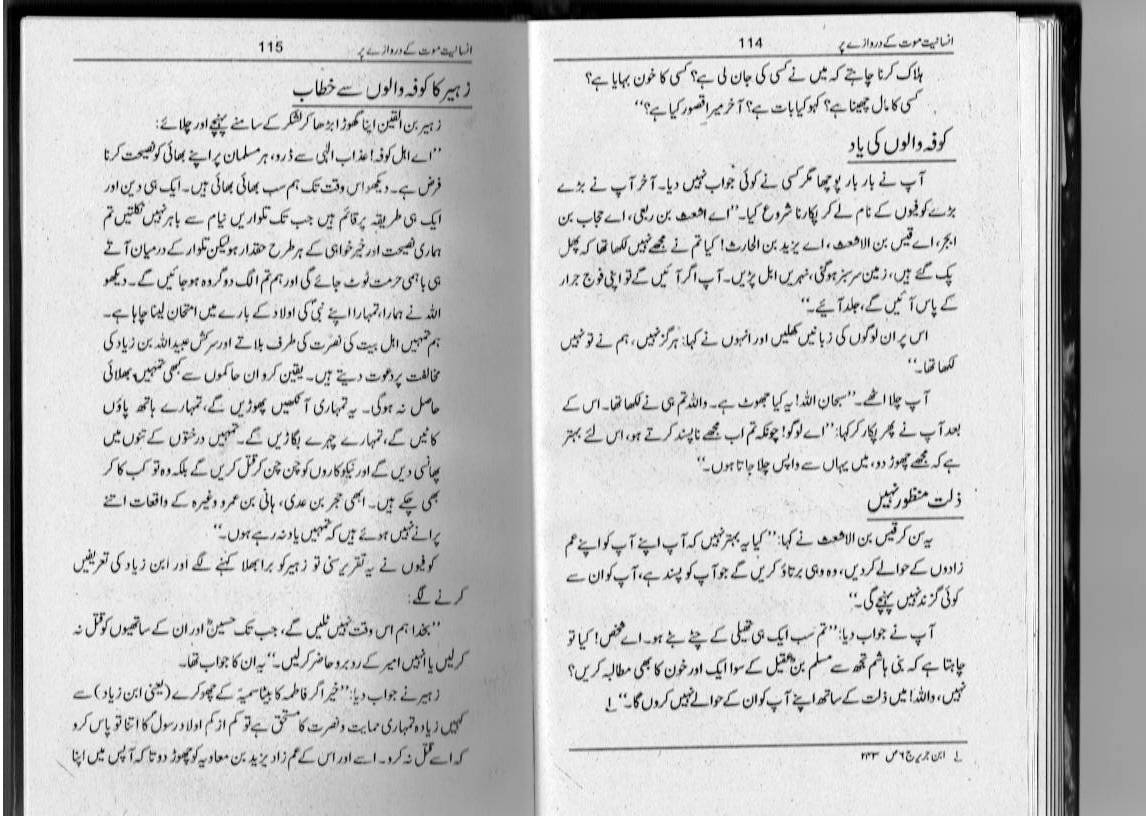 انسانیت موت کے دروازے پر 114
ہلاک کرنا چاہتے کہ میں نے کسی کی جان لی ہے؟ کسی کا خون بہایا ہے؟
کسی کا مال چھینا ہے؟ کہو کیا بات ہے؟ آخر میرا قصور کیا ہے؟‘‘
کوفہ والوں کی یاد
آپ نے بار بار پوچھا مگر کسی نے کوئی جواب نہیں دیا۔ آخر آپ نے بڑے
بڑے کوفیوں کے نام لے کر پکارنا شروع کیا۔ ’’اے اشعث بن ربعی، اے حجاب بن
ابجر، اے قیس بن الاشعث، اے یزید بن الحارث! کیا تم نے مجھے نہیں لکھا تھا کہ پھل
پک گئے ہیں، زمین سرسبز ہوگئی، نہریں ابل پڑیں۔ آپ اگر آئیں گے تو اپنی فوج جرار
کے پاس آئیں گے، جلد آیئے۔‘‘
اس پر ان لوگوں کی زبانیں کھلیں اور انہوں نے کہا: ہرگز نہیں، ہم نے تو نہیں
لکھا تھا۔‘‘
آپ چلا اٹھے۔ ’’سبحان اللہ! یہ کیا جھوٹ ہے۔ واللہ تم ہی نے لکھا تھا۔ اس کے
بعد آپ نے پھر پکار کر کہا: ’’اے لوگو! چونکہ تم اب مجھے ناپسند کرتے ہو، اس لئے بہتر
ہے کہ مجھے چھوڑ دو، میں یہاں سے واپس چلا جاتا ہوں۔‘‘
ذلت منظور نہیں
یہ سن کر قیس بن الاشعث نے کہا: ’’کیا یہ بہتر نہیں کہ آپ اپنے آپ کو اپنے عم
زادوں کے حوالے کردیں، وہ وہی برتاؤ کریں گے جو آپ کو پسند ہے، آپ کو ان سے
کوئی گزند نہیں پہنچے گی۔‘‘
آپ نے جواب دیا: ’’تم سب ایک ہی تھیلی کے چٹے بٹے ہو۔ اے شخص! کیا تو
چاہتا ہے کہ بنی ہاشم تجھ سے مسلم بن عقیلؓ کے سوا ایک اور خون کا بھی مطالبہ کریں؟
نہیں، واللہ! میں ذلت کے ساتھ اپنے آپ کو ان کے حوالے نہیں کروں گا۔‘‘ ۱؎
۱؎ ابن جریر ج ۶ ص ۲۴۳
انسانیت موت کے دروازے پر 115
زہیر کا کوفہ والوں سے خطاب
زہیر بن القین اپنا گھوڑا بڑھا کر لشکر کے سامنے پہنچے اور چلائے:
’’اے اہل کوفہ! عذاب الٰہی سے ڈرو، ہر مسلمان پر اپنے بھائی کو نصیحت کرنا
فرض ہے۔ دیکھو اس وقت تک ہم سب بھائی بھائی ہیں۔ ایک ہی دین اور
ایک ہی طریقہ پر قائم ہیں جب تک تلواریں نیام سے باہر نہیں نکلتیں تم
ہماری نصیحت اور خیر خواہی کے ہر طرح حقدار ہو لیکن تلوار کے درمیان آتے
ہی باہمی حرمت ٹوٹ جائے گی اور ہم تم الگ دو گروہ ہو جائیں گے۔ دیکھو
اللہ نے ہمارا، تمہارا اپنے نبیؐ کی اولاد کے بارے میں امتحان لینا چاہا ہے۔
ہم تمہیں اہل بیت کی نصرت کی طرف بلاتے اور سرکش عبیداللہ بن زیاد کی
مخالفت پر دعوت دیتے ہیں۔ یقین کرو ان حاکموں سے کبھی تمہیں بھلائی
حاصل نہ ہوگی۔ یہ تمہاری آنکھیں پھوڑیں گے، تمہارے ہاتھ پاؤں
کاٹیں گے، تمہارے چہرے بگاڑیں گے۔ تمہیں درختوں کے تنوں میں
پھانسی دیں گے اور نیکو کاروں کو چن چن کر قتل کریں گے بلکہ وہ تو کب کا کر
بھی چکے ہیں۔ ابھی حجر بن عدی، ہانی بن عمرو وغیرہ کے واقعات اتنے
پرانے نہیں ہوئے ہیں کہ تمہیں یاد نہ رہے ہوں۔‘‘
کوفیوں نے یہ تقریر سنی تو زہیر کو برا بھلا کہنے لگے اور ابن زیاد کی تعریفیں
کرنے لگے:
’’بخدا ہم اس وقت نہیں ٹلیں گے، جب تک حسینؓ اور ان کے ساتھیوں کو قتل نہ
کرلیں یا انہیں امیر کے روبرو حاضر کرلیں۔‘‘ یہ ان کا جواب تھا۔
زہیر نے جواب دیا: ’’خیر اگر فاطمہؓ کا بیٹا سمیہ کے چھوکرے (یعنی ابن زیاد) سے
کہیں زیادہ تمہاری حمایت و نصرت کا مستحق ہے تو کم از کم اولاد رسولؐ کا اتنا تو پاس کرو
کہ اسے قتل نہ کرو۔ اسے اور اس کے عم زاد یزید بن معاویہ کو چھوڑ دو تا کہ آپس میں اپنا